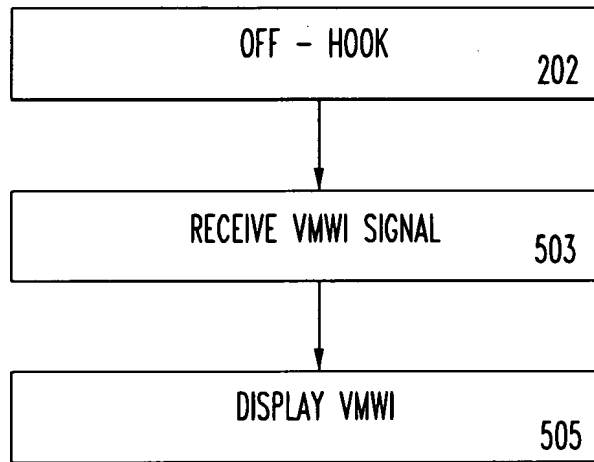 OFF - HOOK
202
RECEIVE VMWI SIGNAL
503
DISPLAY VMWI
505